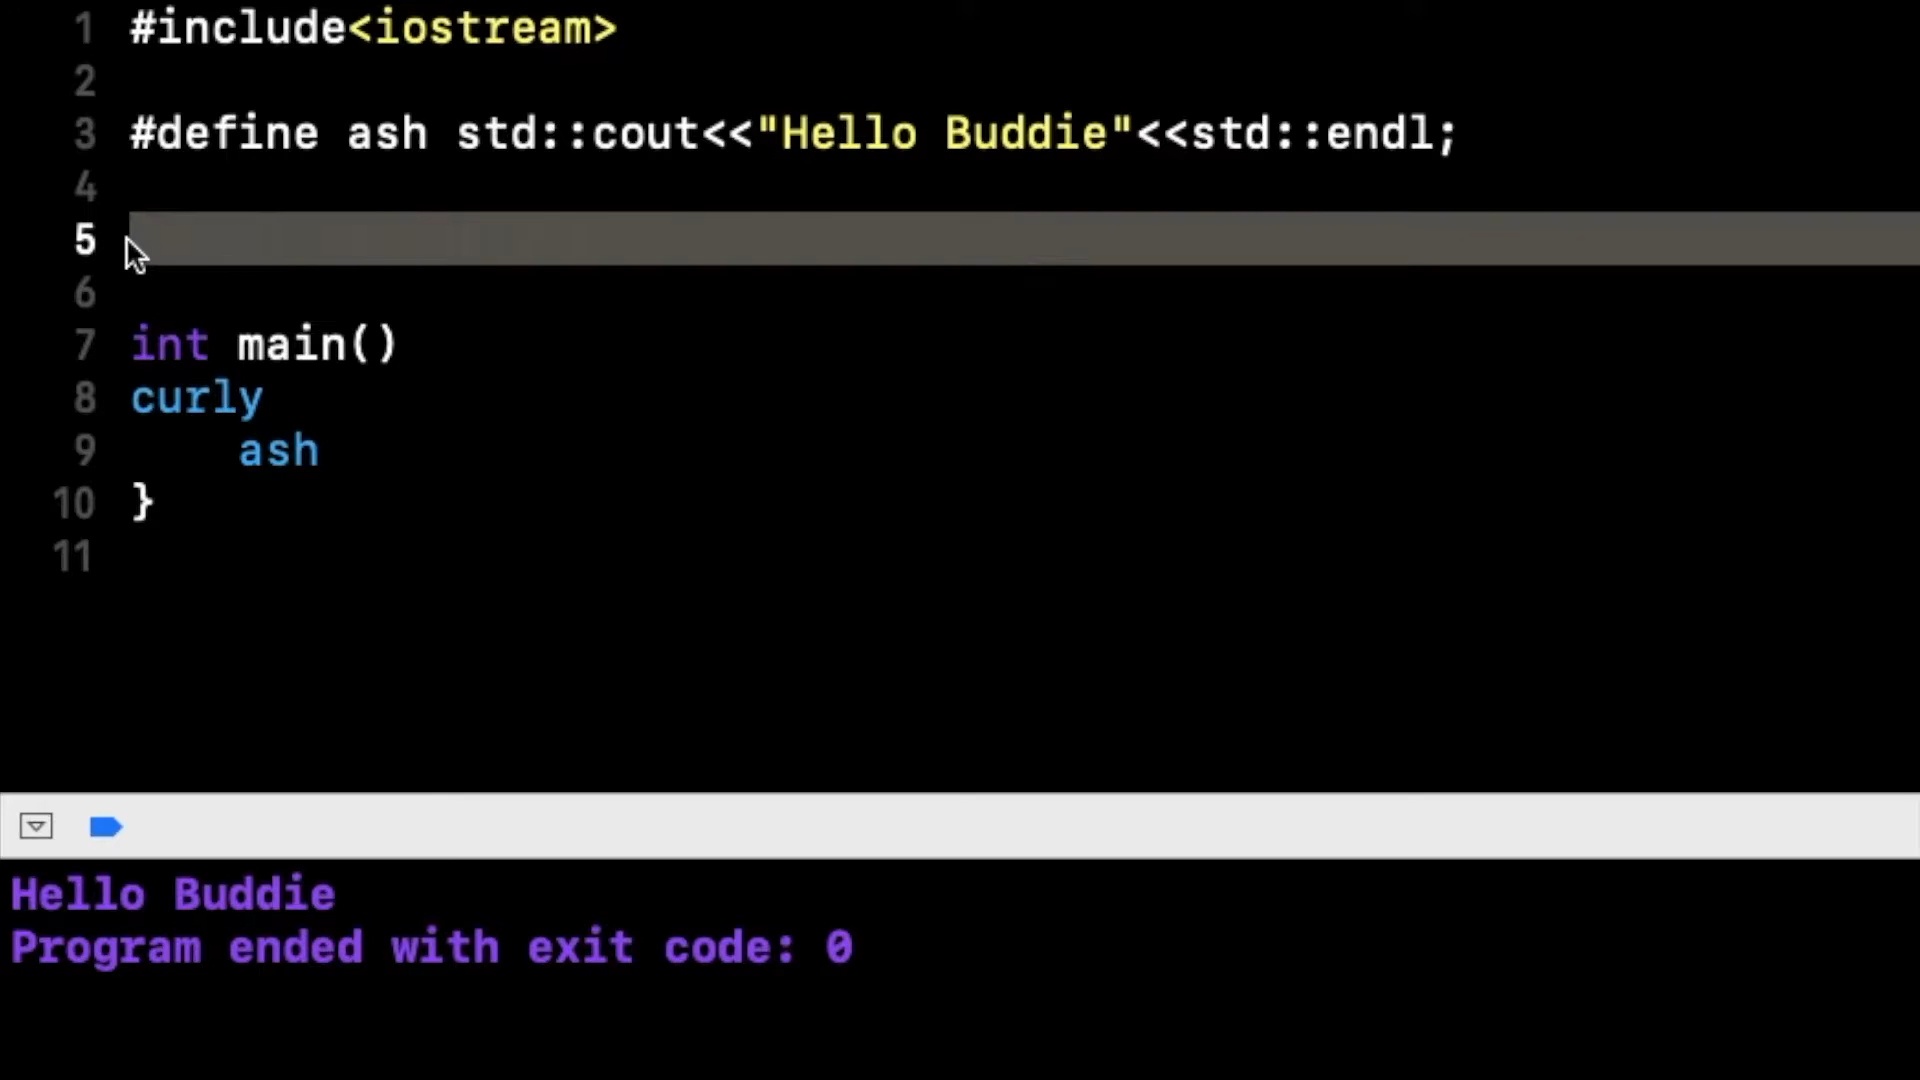 1 #include<iostream>
2
3 #define ash std::cout<<"Hello Buddie"<<std::endl;
4
5
6
7 int main()
8 curly
9     ash
10 }
11
Hello Buddie
Program ended with exit code: 0